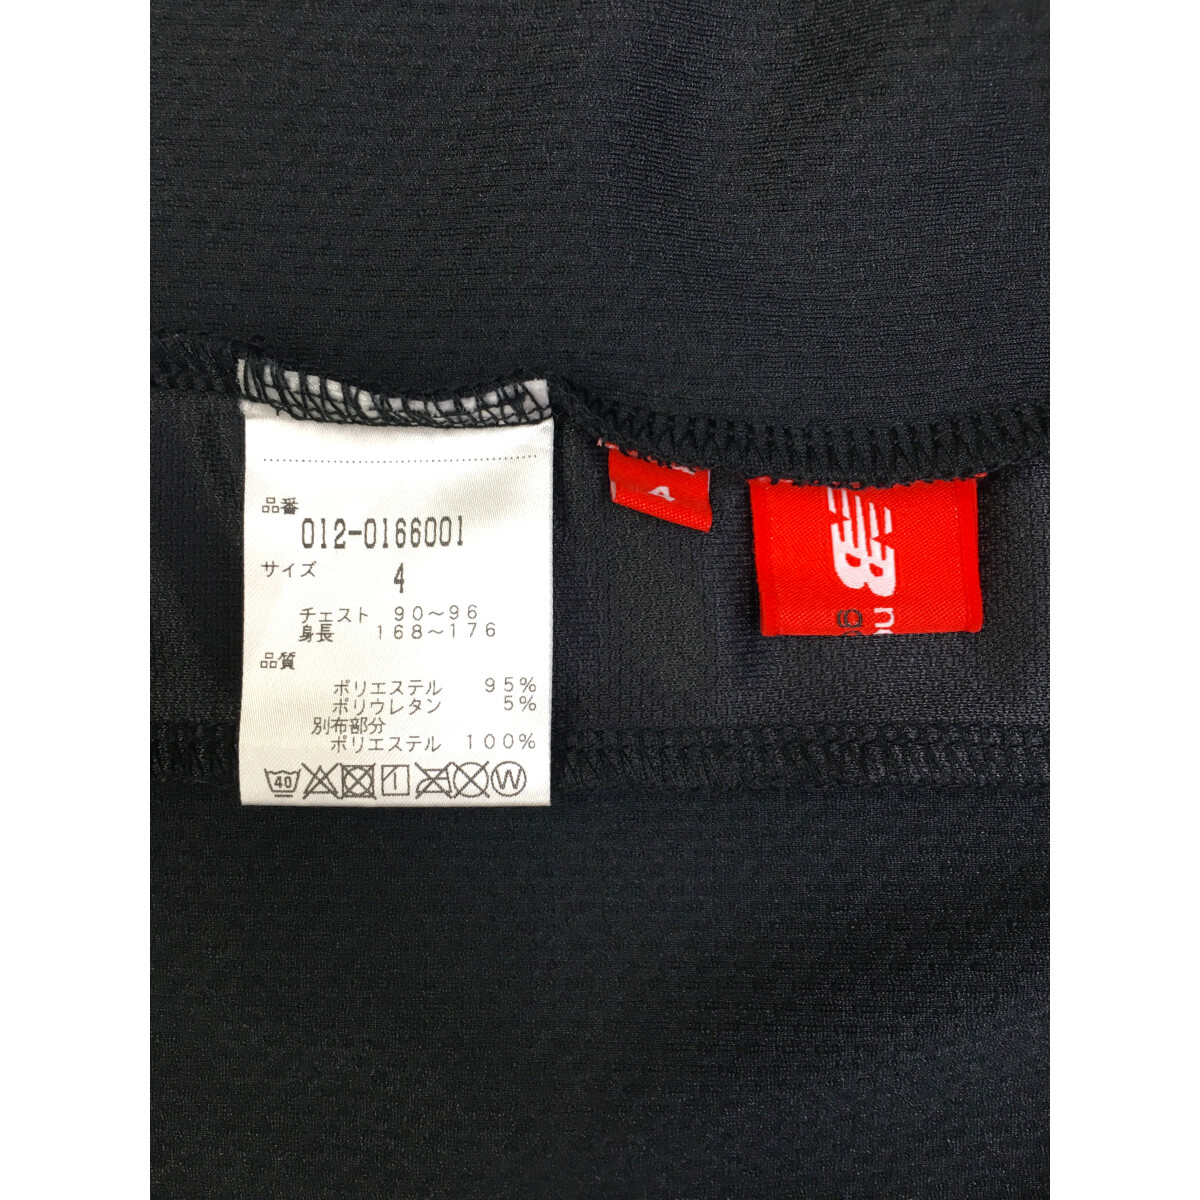 品番
012-0166001
サイズ
4
チェスト 90～96
身長 168～176
品質
ポリエステル 95%
ポリウレタン 5%
別布部分
ポリエステル 100%
40
W
4